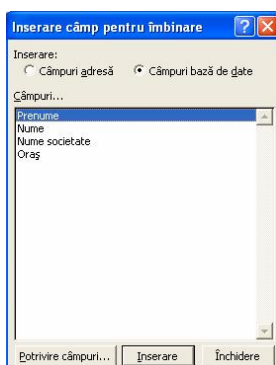 Inserare câmp pentru îmbinare
Inserare:
Câmpuri adresă Câmpuri bază de date
Câmpuri...
Prenume
Nume
Nume societate
Oraş
Potrivire câmpuri... Inserare Închidere